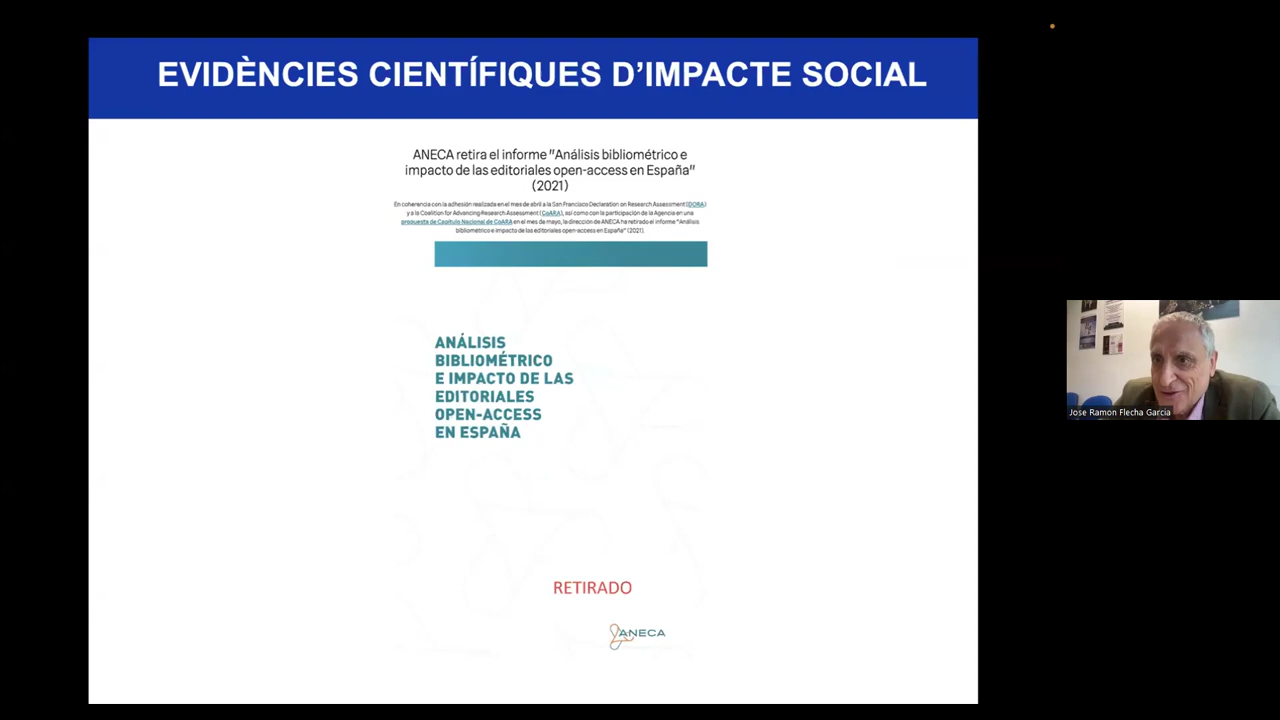 EVIDÈNCIES CIENTÍFIQUES D'IMPACTE SOCIAL
ANECA retira el informe "Análisis bibliométrico e
impacto de las editoriales open-access en España"
(2021)
En coherencia con la adhesión realizada en el mes de abril a la San Francisco Declaration on Research Assessment (DORA)
y a la Coalition for Advancing Research Assessment (CoARA), así como con la participación de la Agencia en una
propuesta de Capítulo Nacional de CoARA en el mes de mayo, la dirección de ANECA ha retirado el informe "Análisis
bibliométrico e impacto de las editoriales open-access en España" (2021).
ANÁLISIS
BIBLIOMÉTRICO
E IMPACTO DE LAS
EDITORIALES
OPEN-ACCESS
EN ESPAÑA
RETIRADO
ANECA
Jose Ramon Flecha Garcia